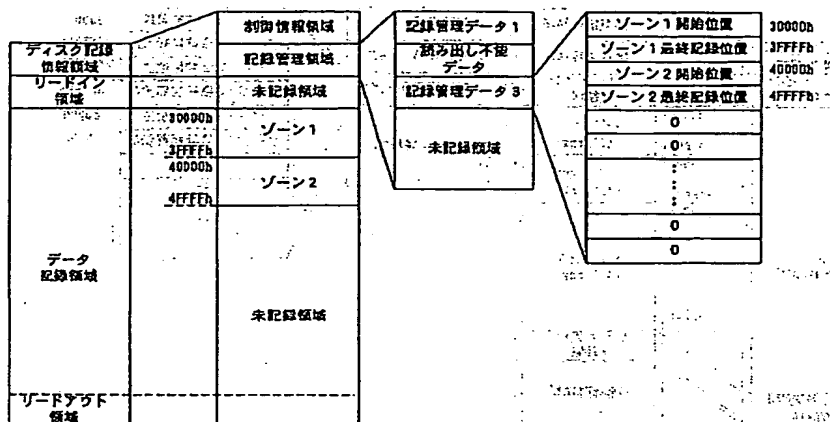 ディスク記録
情報領域
リードイン
領域
データ
記録領域
リードアウト
領域
制御情報領域
記録管理領域
未記録領域
30000h
ゾーン1
3FFFFh
40000h
ゾーン2
4FFFFh
未記録領域
記録管理データ1
読み出し不能
データ
記録管理データ3
未記録領域
ゾーン1開始位置
30000h
ゾーン1最終記録位置
3FFFFh
ゾーン2開始位置
40000h
ゾーン2最終記録位置
4FFFFh
0
0
0
0